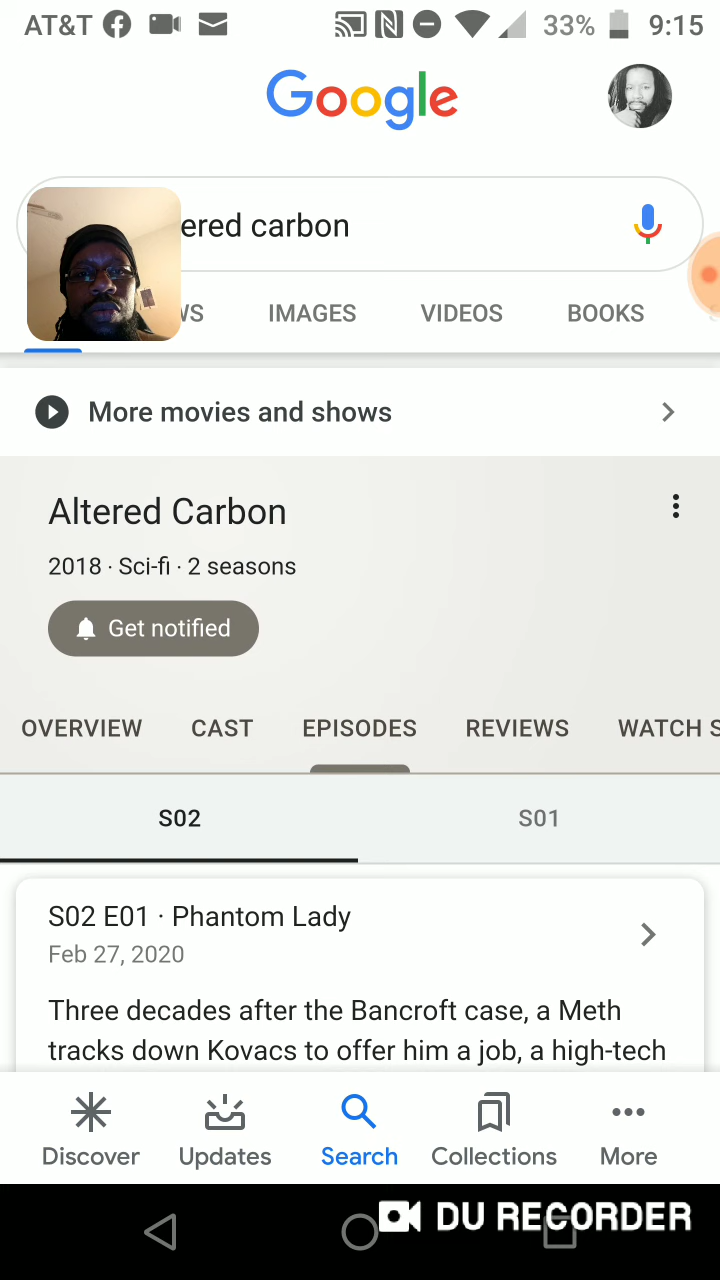 AT&T 33% 9:15
Google
ered carbon
WS IMAGES VIDEOS BOOKS
More movies and shows
Altered Carbon
2018 · Sci-fi · 2 seasons
Get notified
OVERVIEW CAST EPISODES REVIEWS WATCH S
S02 S01
S02 E01 · Phantom Lady
Feb 27, 2020
Three decades after the Bancroft case, a Meth
tracks down Kovacs to offer him a job, a high-tech
Discover Updates Search Collections More
DU RECORDER